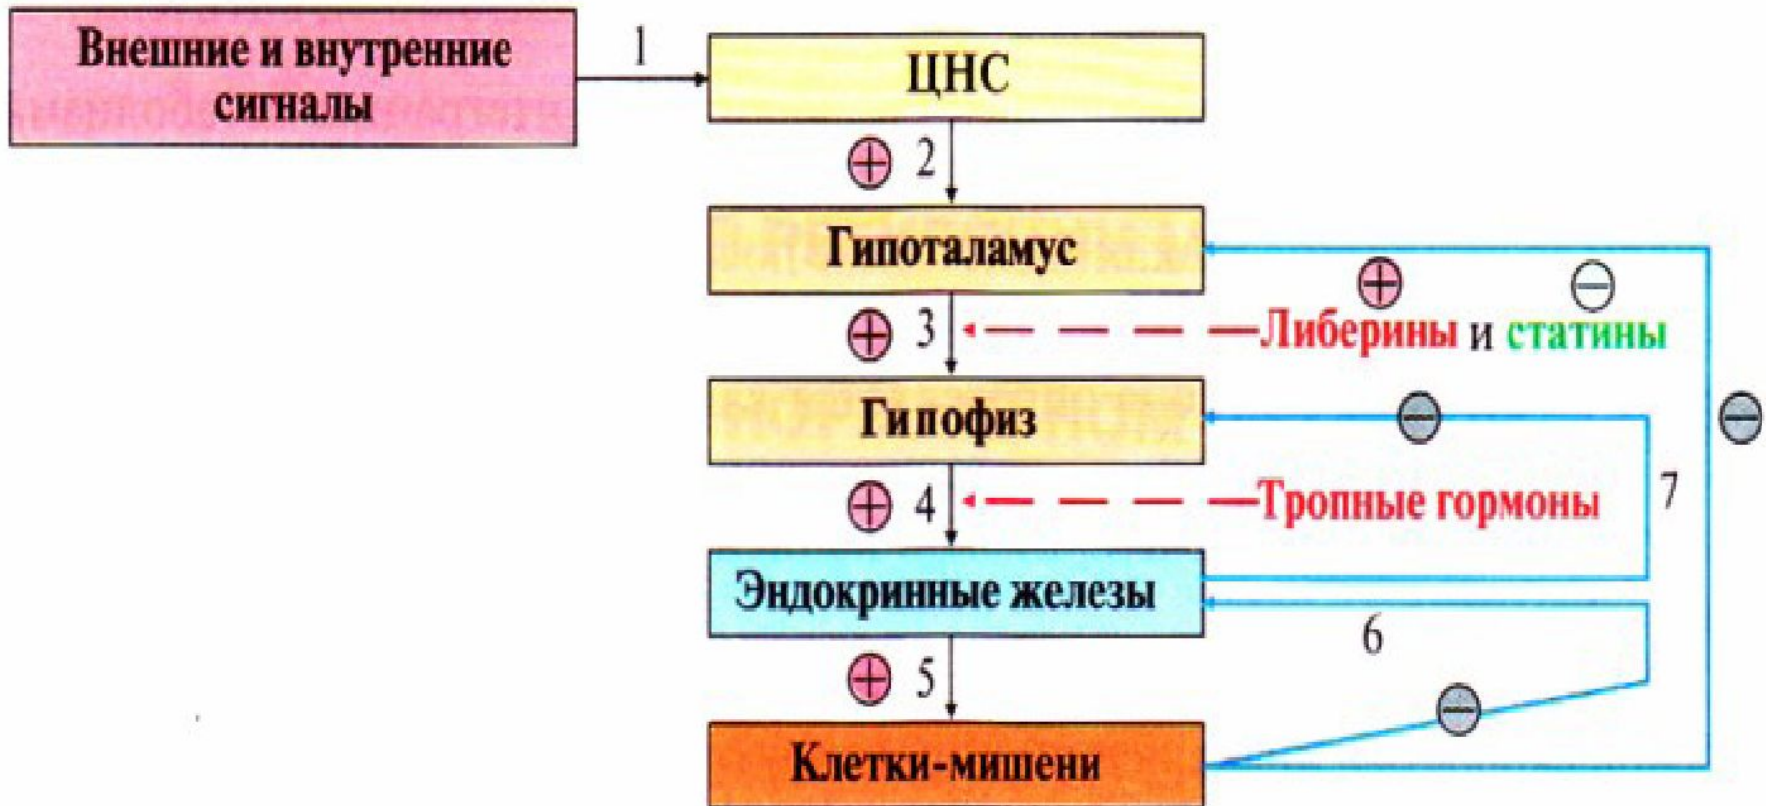 Внешние и внутренние
сигналы
1
ЦНС
2
Гипоталамус
3
Либерины и статины
Гипофиз
4
Тропные гормоны
7
Эндокринные железы
6
5
Клетки-мишени